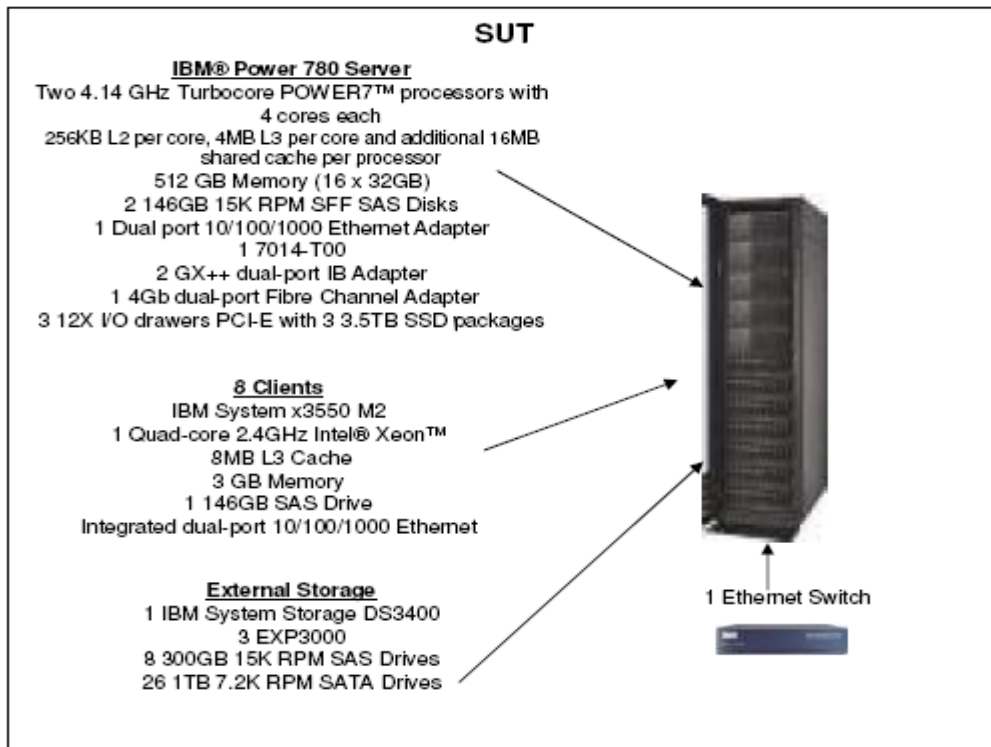 SUT
IBM® Power 780 Server
Two 4.14 GHz Turbocore POWER7™ processors with
4 cores each
256KB L2 per core, 4MB L3 per core and additional 16MB
shared cache per processor
512 GB Memory (16 x 32GB)
2 146GB 15K RPM SFF SAS Disks
1 Dual port 10/100/1000 Ethernet Adapter
1 7014-T00
2 GX++ dual-port IB Adapter
1 4Gb dual-port Fibre Channel Adapter
3 12X I/O drawers PCI-E with 3 3.5TB SSD packages
8 Clients
IBM System x3550 M2
1 Quad-core 2.4GHz Intel® Xeon™
8MB L3 Cache
3 GB Memory
1 146GB SAS Drive
Integrated dual-port 10/100/1000 Ethernet
External Storage
1 IBM System Storage DS3400
3 EXP3000
8 300GB 15K RPM SAS Drives
26 1TB 7.2K RPM SATA Drives
1 Ethernet Switch